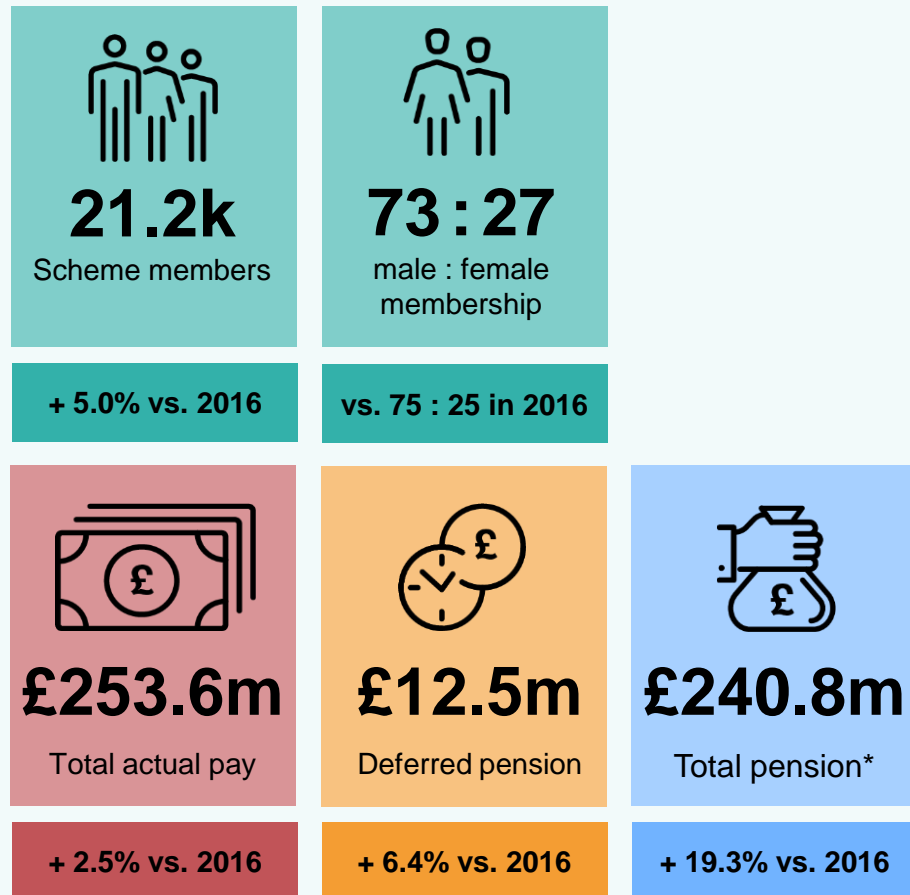 21.2k
Scheme members
+ 5.0% vs. 2016
73 : 27
male : female
membership
vs. 75 : 25 in 2016
£
£253.6m
Total actual pay
+ 2.5% vs. 2016
£
£12.5m
Deferred pension
+ 6.4% vs. 2016
£
£240.8m
Total pension*
+ 19.3% vs. 2016